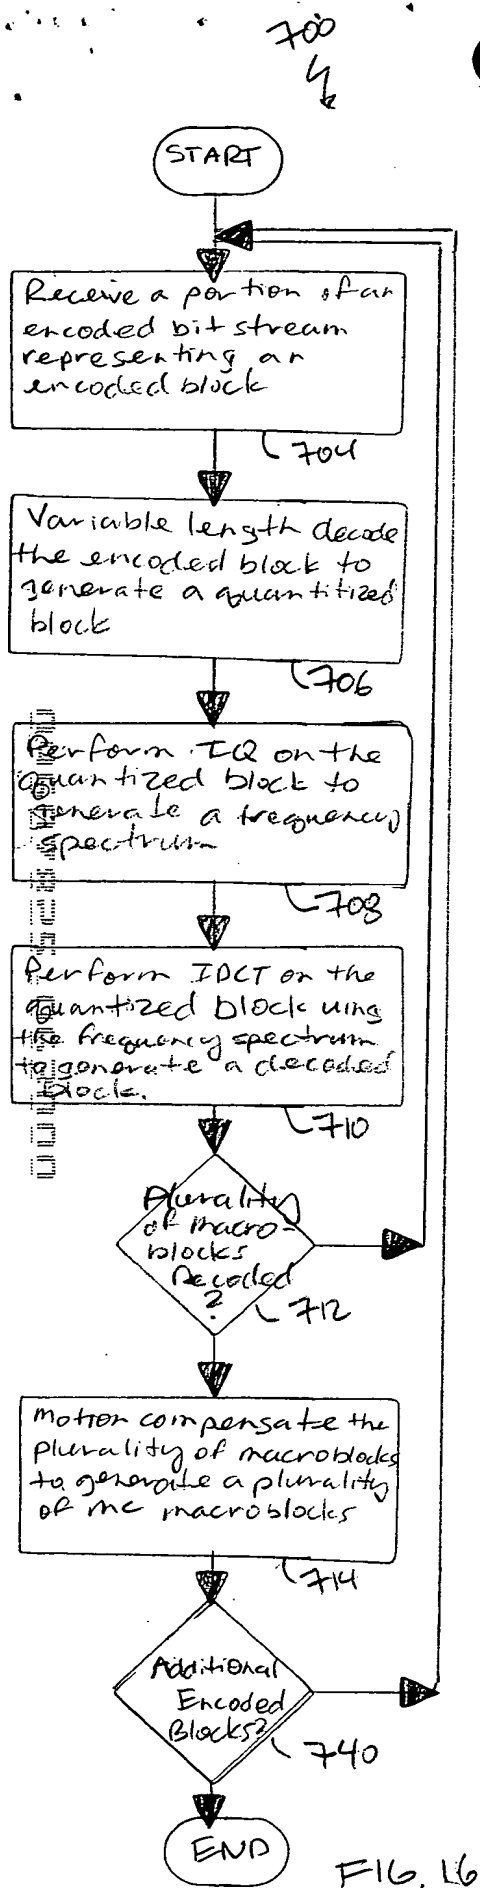 700
START
Receive a portion of an
encoded bit stream
representing an
encoded block
704
Variable length decode
the encoded block to
generate a quantitized
block
706
Perform IQ on the
quantized block to
generate a frequency
spectrum
708
Perform IDCT on the
quantized block using
the frequency spectrum
to generate a decoded
block.
710
Plurality
of macro-
blocks
Decoded
?
712
Motion compensate the
plurality of macroblocks
to generate a plurality
of mc macroblocks
714
Additional
Encoded
Blocks?
740
END
FIG. 16